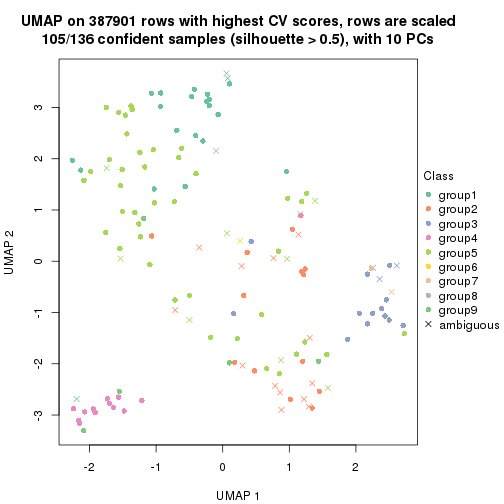 UMAP on 387901 rows with highest CV scores, rows are scaled
105/136 confident samples (silhouette > 0.5), with 10 PCs
3
2
1
0
-1
-2
-3
UMAP 2
-2
-1
0
1
2
UMAP 1
Class
group1
group2
group3
group4
group5
group6
group7
group8
group9
ambiguous